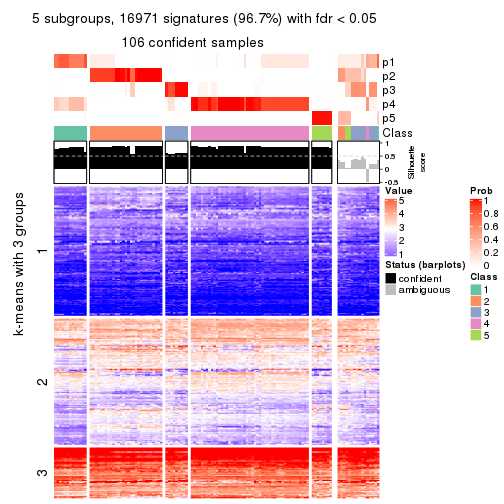 5 subgroups, 16971 signatures (96.7%) with fdr < 0.05
106 confident samples
p1
p2
p3
p4
p5
Class
1
0.5
0
-0.5
Silhouette
score
k-means with 3 groups
1
2
3
Value
5
4
3
2
1
Status (barplots)
confident
ambiguous
Prob
1
0.8
0.6
0.4
0.2
0
Class
1
2
3
4
5